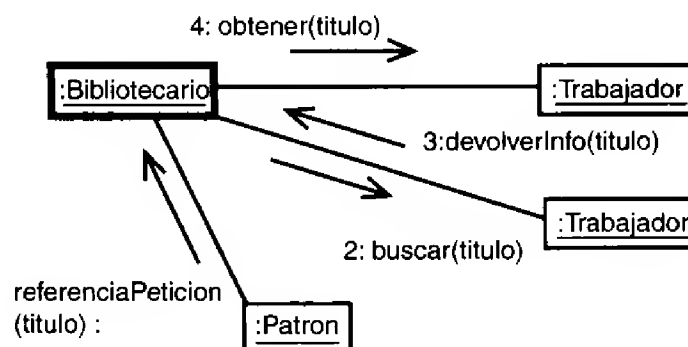 4: obtener(titulo)
:Bibliotecario
:Trabajador
3:devolverInfo(titulo)
:Trabajador
2: buscar(titulo)
referenciaPeticion
(titulo) :
:Patron